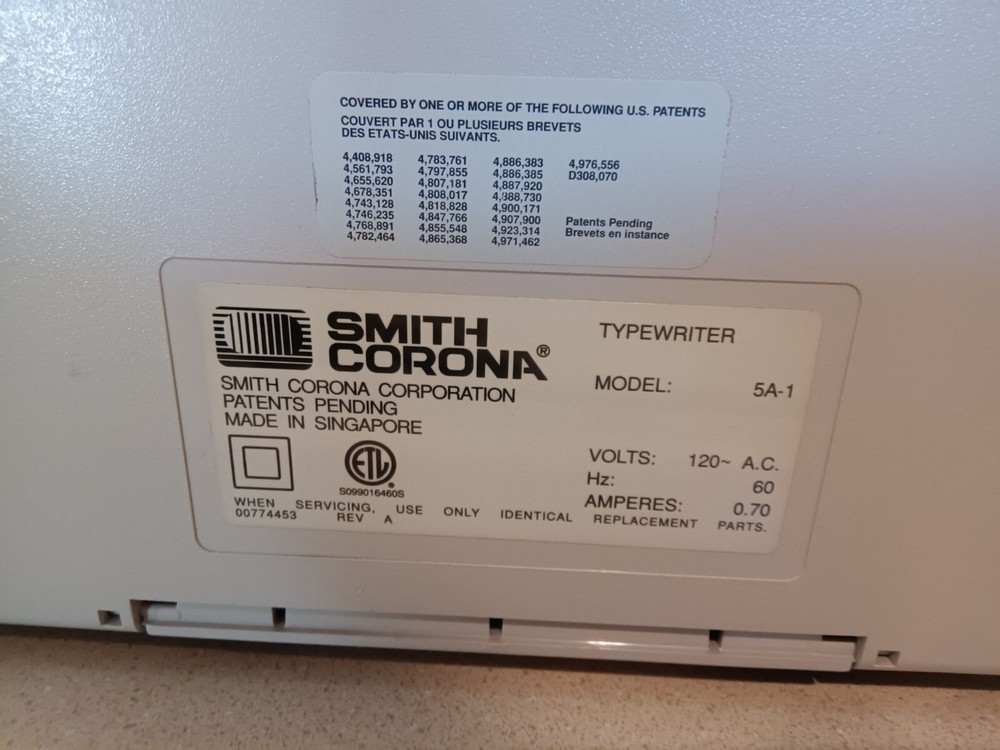 COVERED BY ONE OR MORE OF THE FOLLOWING U.S. PATENTS
COUVERT PAR 1 OU PLUSIEURS BREVETS
DES ETATS-UNIS SUIVANTS.
4,408,918 4,783,761 4,886,383 4,976,556
4,561,793 4,797,855 4,886,385 D308,070
4,655,620 4,807,181 4,887,920
4,678,351 4,808,017 4,388,730
4,743,128 4,818,828 4,900,171
4,746,235 4,847,766 4,907,900 Patents Pending
4,768,891 4,855,548 4,923,314 Brevets en instance
4,782,464 4,865,368 4,971,462
SMITH
CORONA®
TYPEWRITER
SMITH CORONA CORPORATION
PATENTS PENDING
MADE IN SINGAPORE
MODEL: 5A-1
ETL
S099016460S
VOLTS: 120~ A.C.
Hz: 60
AMPERES: 0.70
WHEN SERVICING, USE ONLY IDENTICAL REPLACEMENT PARTS.
00774453 REV A